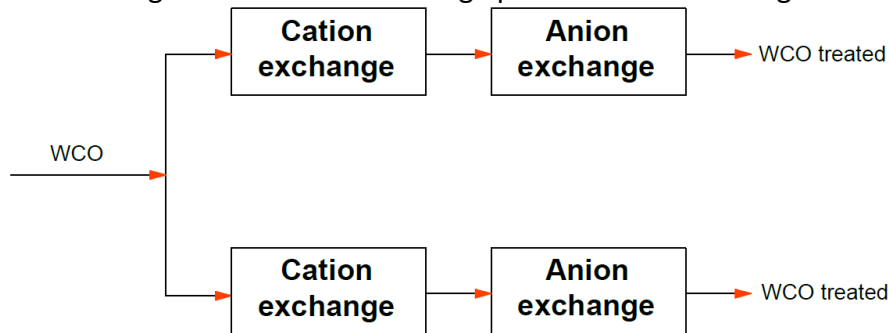 Cation
exchange
Anion
exchange
WCO treated
WCO
Cation
exchange
Anion
exchange
WCO treated